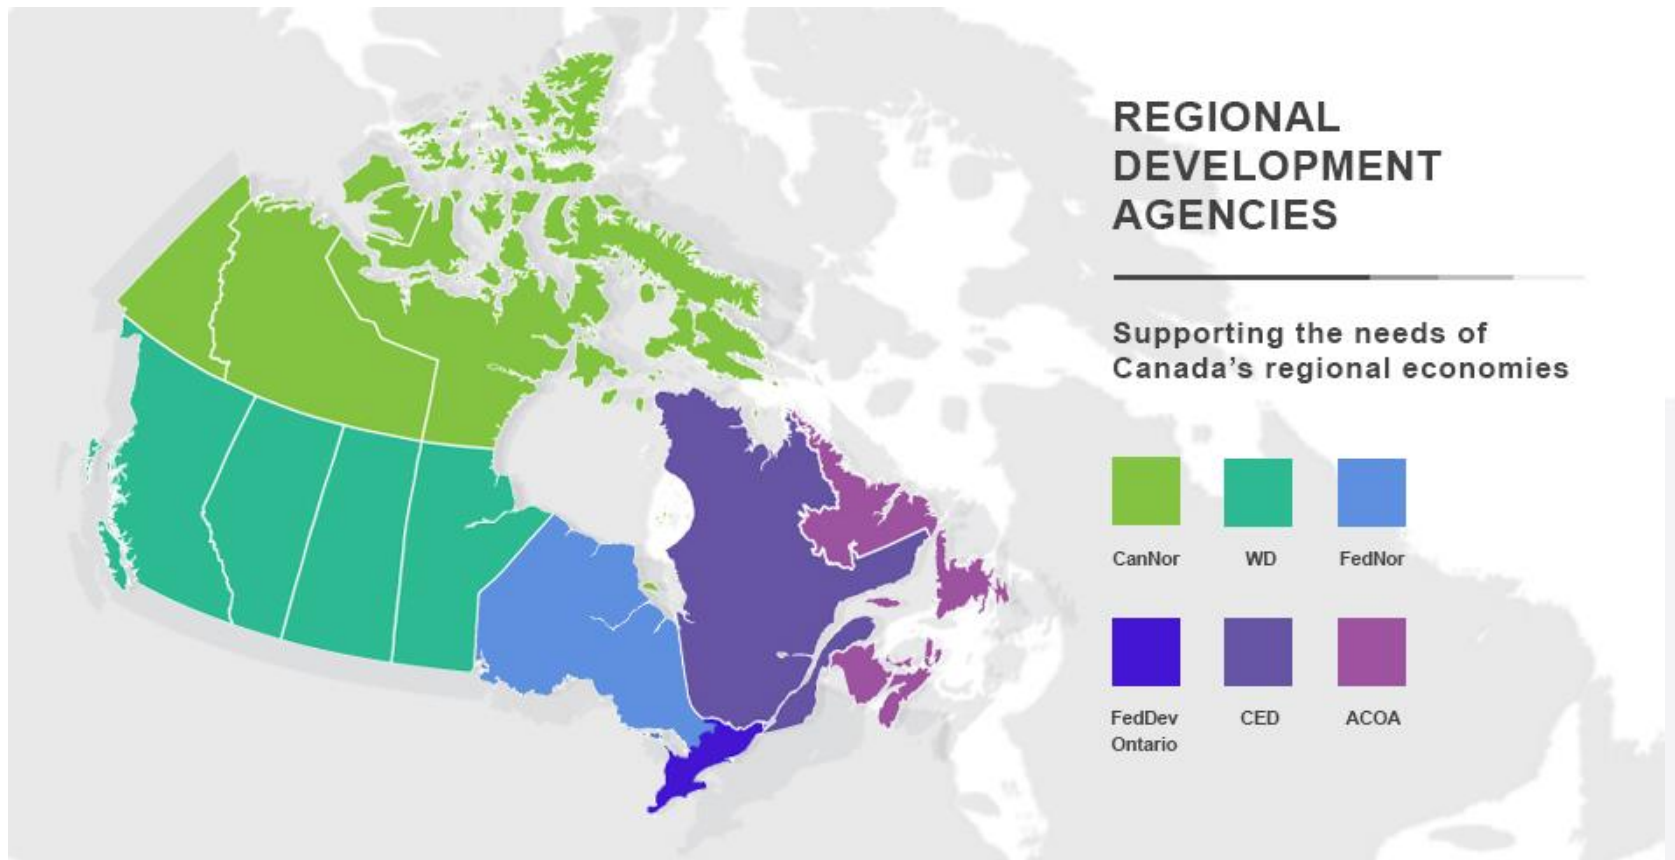 REGIONAL
DEVELOPMENT
AGENCIES
Supporting the needs of
Canada’s regional economies
CanNor
WD
FedNor
FedDev
Ontario
CED
ACOA